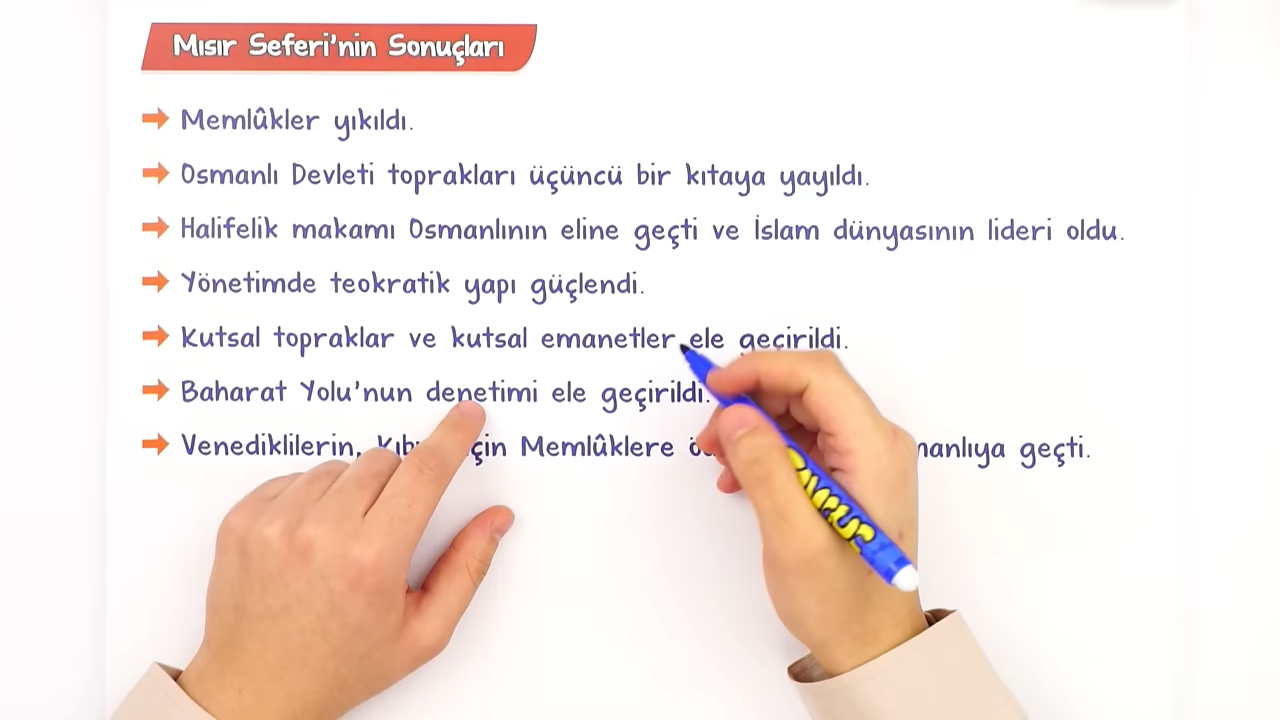 Mısır Seferi'nin Sonuçları
Memlûkler yıkıldı.
Osmanlı Devleti toprakları üçüncü bir kıtaya yayıldı.
Halifelik makamı Osmanlının eline geçti ve İslam dünyasının lideri oldu.
Yönetimde teokratik yapı güçlendi.
Kutsal topraklar ve kutsal emanetler ele geçirildi.
Baharat Yolu'nun denetimi ele geçirildi.
Venediklilerin, Memlûklere geçti.